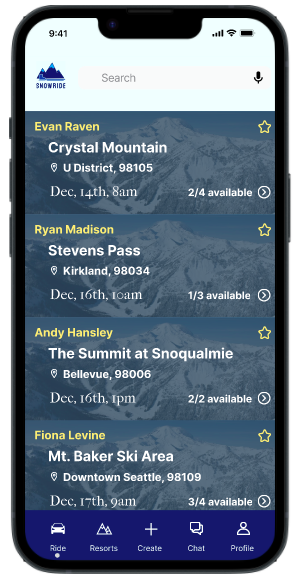 9:41
SNOWRIDE
Search
Evan Raven
Crystal Mountain
U District, 98105
Dec, 14th, 8am
2/4 available
Ryan Madison
Stevens Pass
Kirkland, 98034
Dec, 16th, 10am
1/3 available
Andy Hansley
The Summit at Snoqualmie
Bellevue, 98006
Dec, 16th, 1pm
2/2 available
Fiona Levine
Mt. Baker Ski Area
Downtown Seattle, 98109
Dec, 17th, 9am
3/4 available
Ride
Resorts
Create
Chat
Profile